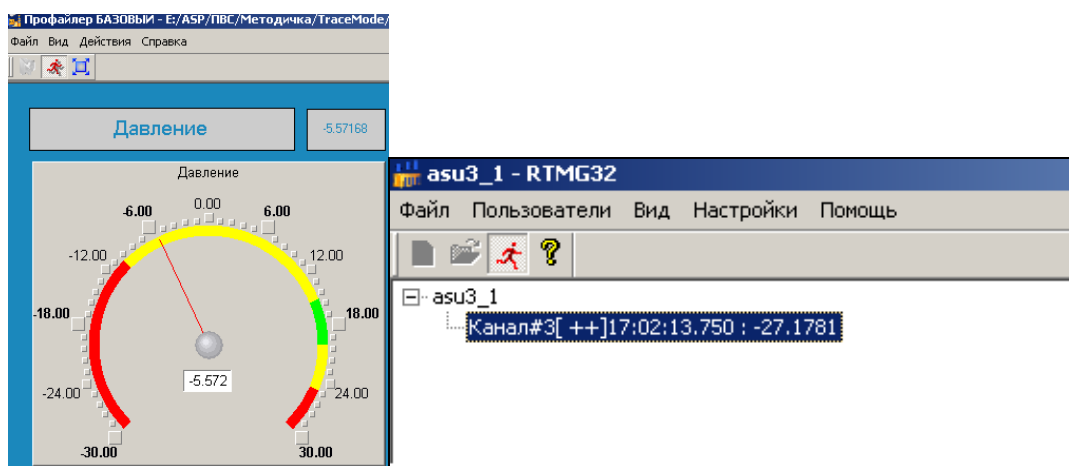 Профайлер БАЗОВЫЙ - E:/ASP/ПВС/Методичка/TraceMode/
Файл Вид Действия Справка
Давление
-5.57168
Давление
-6.00 0.00 6.00
-12.00 12.00
-18.00 18.00
-5.572
-24.00 24.00
-30.00 30.00
asu3_1 - RTMG32
Файл Пользователи Вид Настройки Помощь
asu3_1
Канал#3[ ++]17:02:13.750 : -27.1781